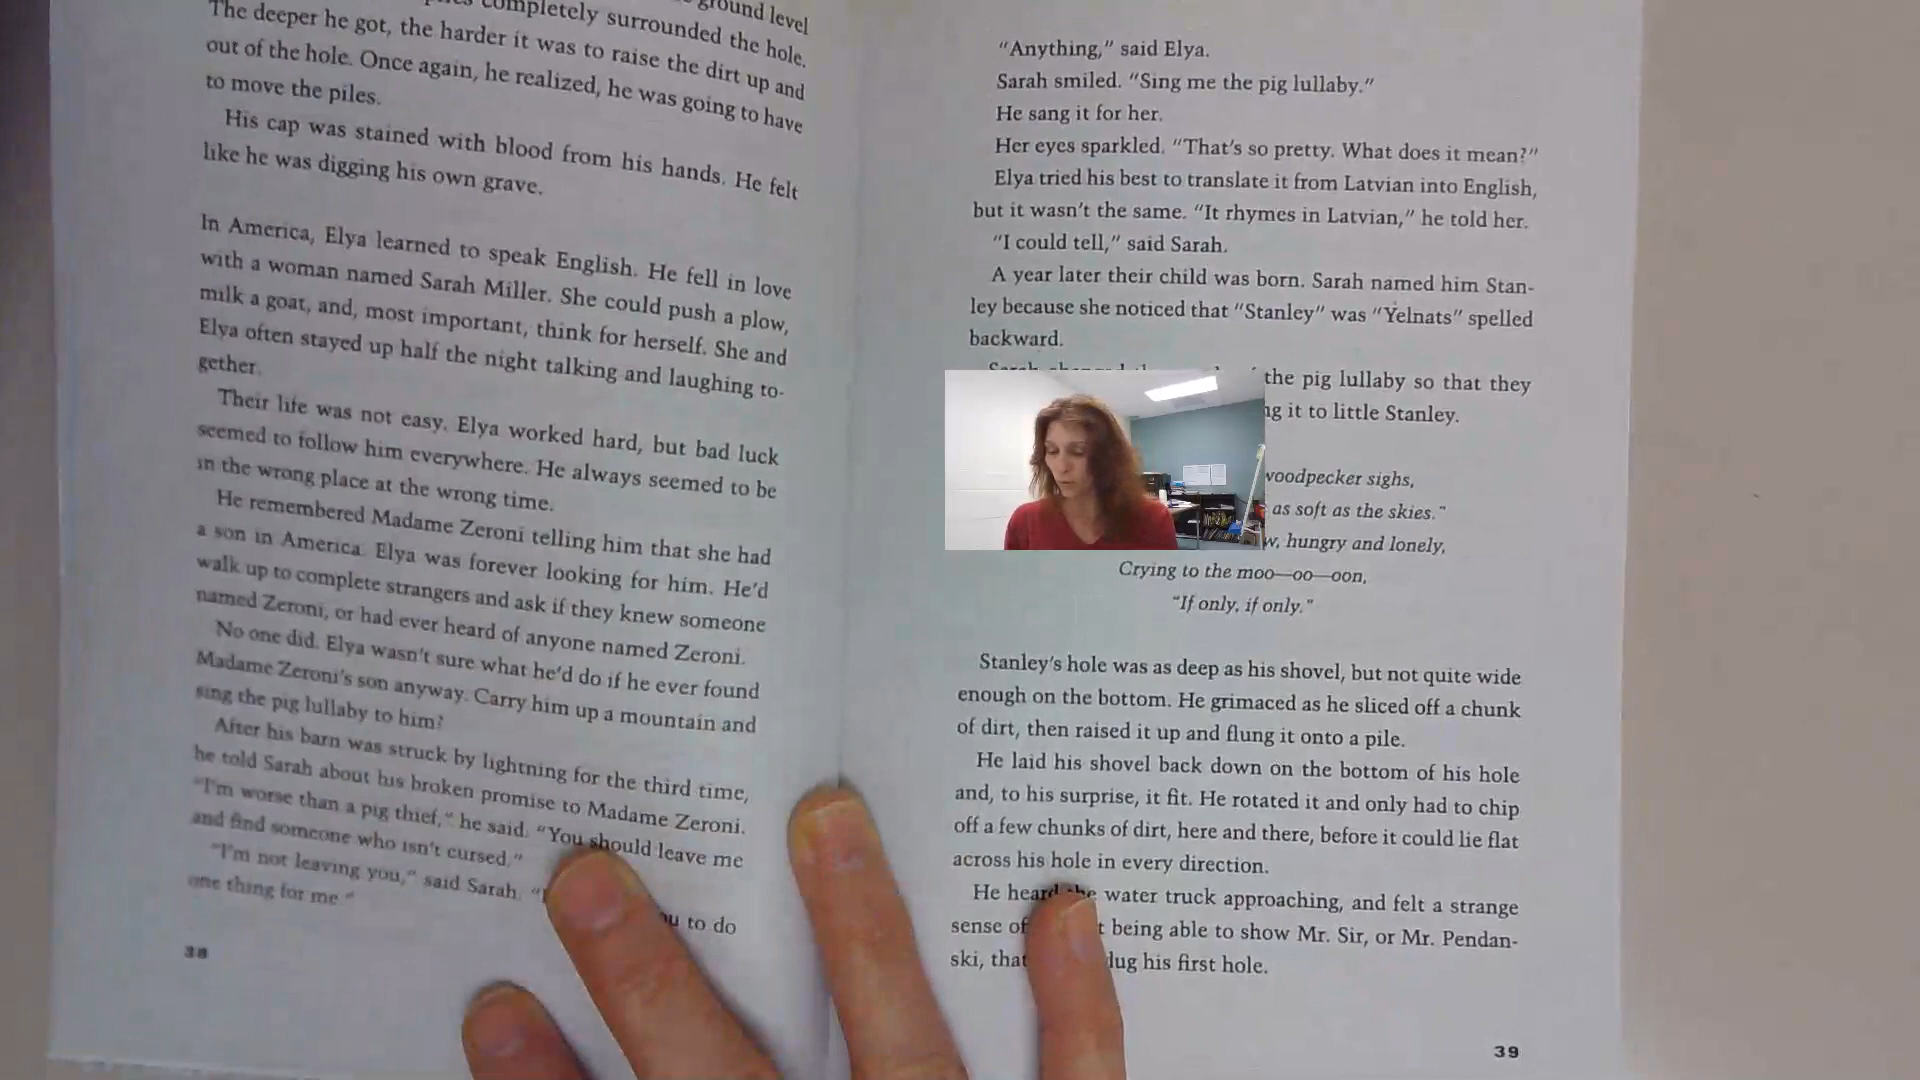 ground level
completely surrounded the hole.
The deeper he got, the harder it was to raise the dirt up and
out of the hole. Once again, he realized, he was going to have
to move the piles.
His cap was stained with blood from his hands. He felt
like he was digging his own grave.
In America, Elya learned to speak English. He fell in love
with a woman named Sarah Miller. She could push a plow,
milk a goat, and, most important, think for herself. She and
Elya often stayed up half the night talking and laughing to-
gether.
Their life was not easy. Elya worked hard, but bad luck
seemed to follow him everywhere. He always seemed to be
in the wrong place at the wrong time.
He remembered Madame Zeroni telling him that she had
a son in America. Elya was forever looking for him. He'd
walk up to complete strangers and ask if they knew someone
named Zeroni, or had ever heard of anyone named Zeroni.
No one did. Elya wasn't sure what he'd do if he ever found
Madame Zeroni's son anyway. Carry him up a mountain and
sing the pig lullaby to him?
After his barn was struck by lightning for the third time,
he told Sarah about his broken promise to Madame Zeroni.
"I'm worse than a pig thief," he said. "You should leave me
and find someone who isn't cursed."
"I'm not leaving you," said Sarah. " to do
one thing for me."
38
"Anything," said Elya.
Sarah smiled. "Sing me the pig lullaby."
He sang it for her.
Her eyes sparkled. "That's so pretty. What does it mean?"
Elya tried his best to translate it from Latvian into English,
but it wasn't the same. "It rhymes in Latvian," he told her.
"I could tell," said Sarah.
A year later their child was born. Sarah named him Stan-
ley because she noticed that "Stanley" was "Yelnats" spelled
backward.
Sarah changed the pig lullaby so that they
it to little Stanley.
woodpecker sighs,
as soft as the skies."
hungry and lonely,
Crying to the moo—oo—oon,
"If only, if only."
Stanley's hole was as deep as his shovel, but not quite wide
enough on the bottom. He grimaced as he sliced off a chunk
of dirt, then raised it up and flung it onto a pile.
He laid his shovel back down on the bottom of his hole
and, to his surprise, it fit. He rotated it and only had to chip
off a few chunks of dirt, here and there, before it could lie flat
across his hole in every direction.
He heard the water truck approaching, and felt a strange
sense of being able to show Mr. Sir, or Mr. Pendan-
ski, that dug his first hole.
39